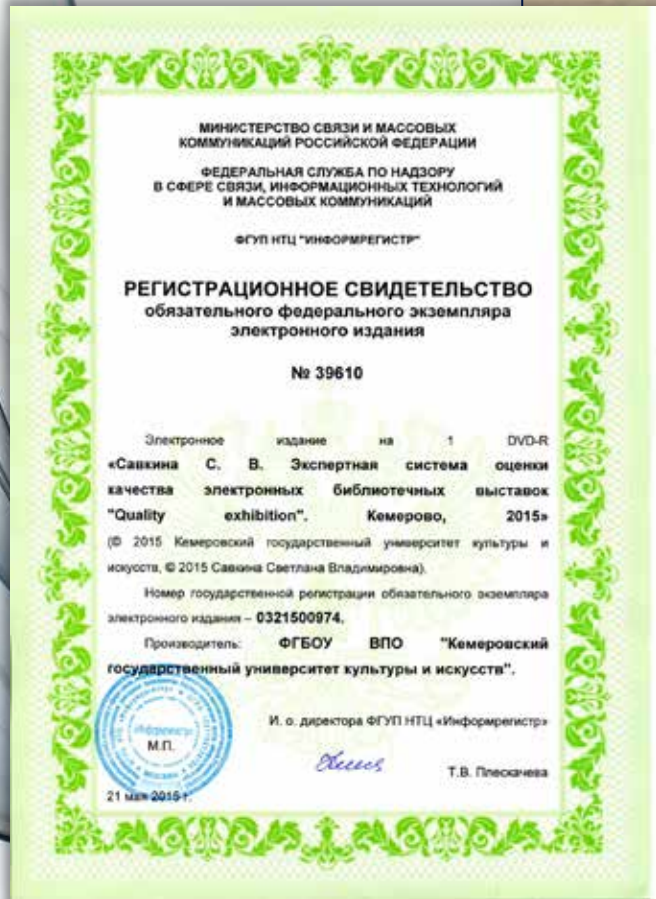 МИНИСТЕРСТВО СВЯЗИ И МАССОВЫХ
КОММУНИКАЦИЙ РОССИЙСКОЙ ФЕДЕРАЦИИ
ФЕДЕРАЛЬНАЯ СЛУЖБА ПО НАДЗОРУ
В СФЕРЕ СВЯЗИ, ИНФОРМАЦИОННЫХ ТЕХНОЛОГИЙ
И МАССОВЫХ КОММУНИКАЦИЙ
ФГУП НТЦ "ИНФОРМРЕГИСТР"
РЕГИСТРАЦИОННОЕ СВИДЕТЕЛЬСТВО
обязательного федерального экземпляра
электронного издания
№ 39610
Электронное издание на 1 DVD-R
«Савкина С. В. Экспертная система оценки
качества электронных библиотечных выставок
"Quality exhibition". Кемерово, 2015»
(© 2015 Кемеровский государственный университет культуры и
искусств, © 2015 Савкина Светлана Владимировна).
Номер государственной регистрации обязательного экземпляра
электронного издания – 0321500974.
Производитель: ФГБОУ ВПО "Кемеровский
государственный университет культуры и искусств".
И. о. директора ФГУП НТЦ «Информрегистр»
Информрегистр
М.П.
Т.В. Плескачева
21 мая 2015 г.